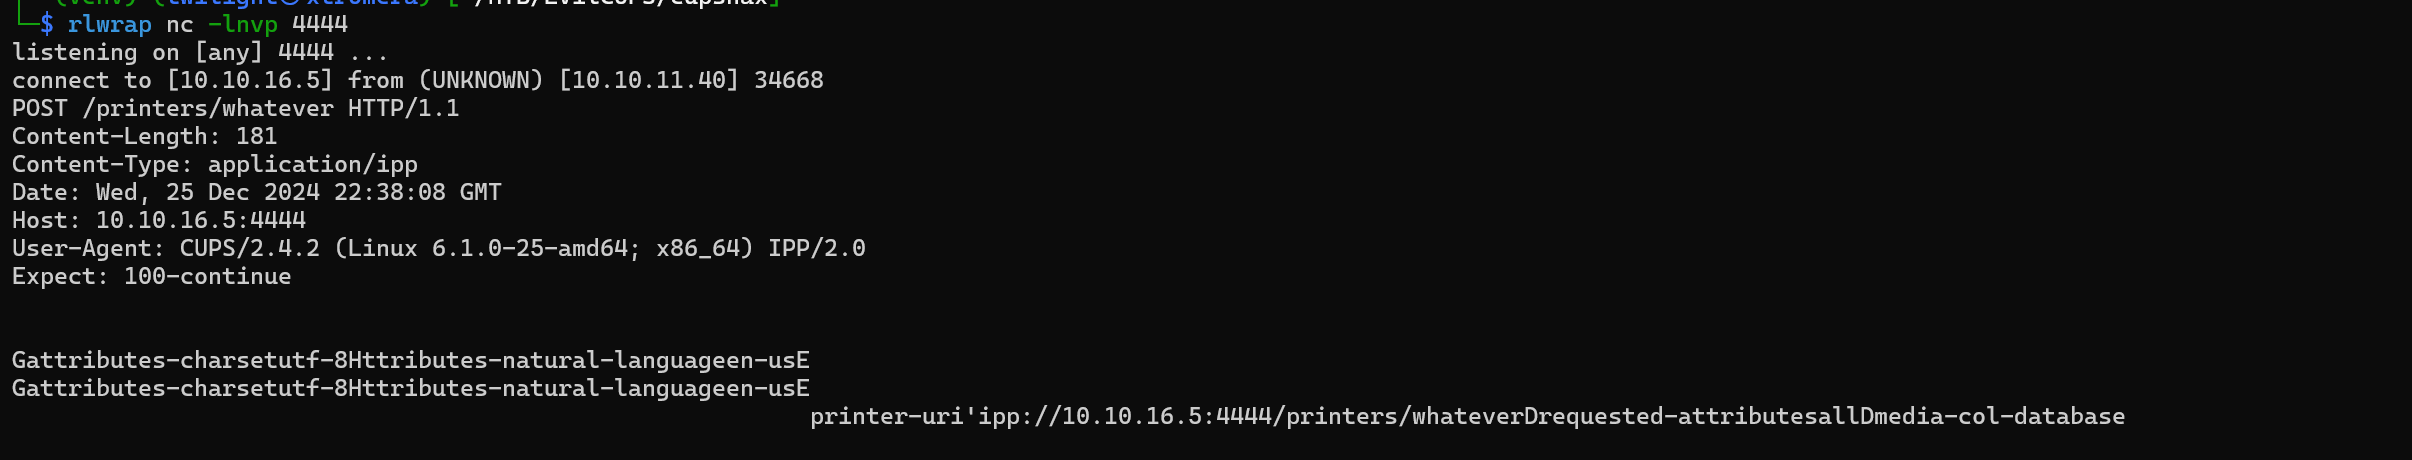 └─$ rlwrap nc -lnvp 4444
listening on [any] 4444 ...
connect to [10.10.16.5] from (UNKNOWN) [10.10.11.40] 34668
POST /printers/whatever HTTP/1.1
Content-Length: 181
Content-Type: application/ipp
Date: Wed, 25 Dec 2024 22:38:08 GMT
Host: 10.10.16.5:4444
User-Agent: CUPS/2.4.2 (Linux 6.1.0-25-amd64; x86_64) IPP/2.0
Expect: 100-continue
Gattributes-charsetutf-8Httributes-natural-languageen-usE
Gattributes-charsetutf-8Httributes-natural-languageen-usE
printer-uri'ipp://10.10.16.5:4444/printers/whateverDrequested-attributesallDmedia-col-database